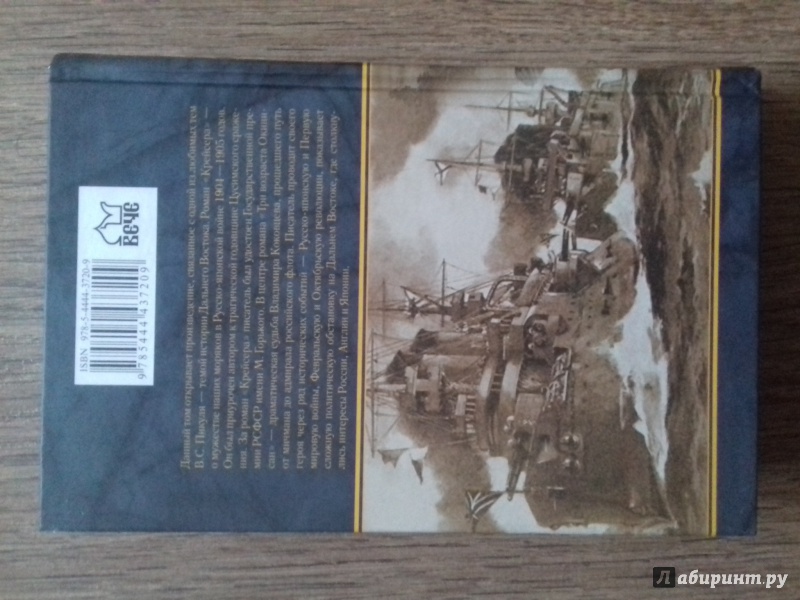 Данный том открывает произведение, связанное с одной из любимых тем
В.С. Пикуля — темой истории Дальнего Востока. Роман «Крейсера» —
о мужестве наших моряков в Русско-японской войне 1904—1905 годов.
Он был приурочен автором к трагической годовщине Цусимского сраже-
ния. За роман «Крейсера» писатель был удостоен Государственной пре-
мии РСФСР имени М. Горького. В центре романа «Три возраста Окини-
сан» — драматическая судьба Владимира Коковцева, прошедшего путь
от мичмана до адмирала российского флота. Писатель проводит своего
героя через ряд исторических событий — Русско-японскую и Первую
мировую войны, Февральскую и Октябрьскую революции, показывает
сложную политическую обстановку на Дальнем Востоке, где столкну-
лись интересы России, Англии и Японии.
ISBN 978-5-4444-3720-9
9 785444 437209
ВЕЧЕ
Лабиринт.ру